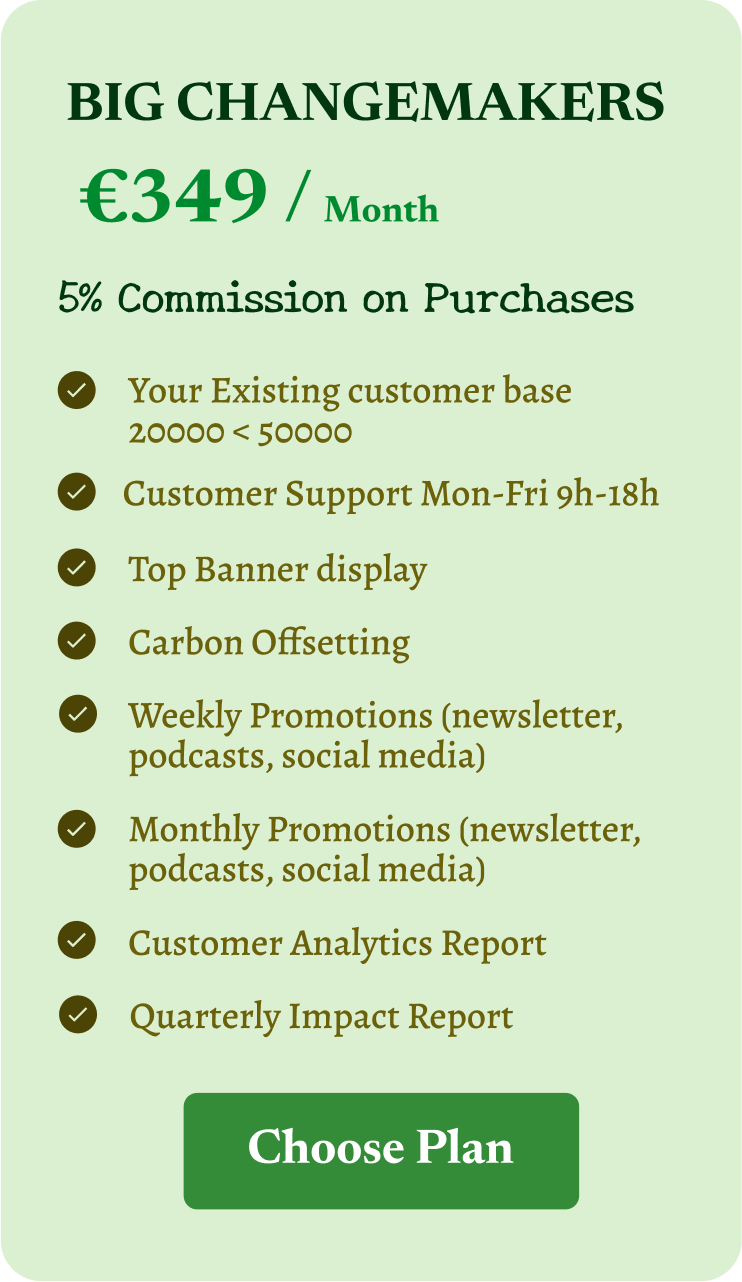 BIG CHANGEMAKERS
€349 / Month
5% Commission on Purchases
Your Existing customer base
20000 < 50000
Customer Support Mon-Fri 9h-18h
Top Banner display
Carbon Offsetting
Weekly Promotions (newsletter,
podcasts, social media)
Monthly Promotions (newsletter,
podcasts, social media)
Customer Analytics Report
Quarterly Impact Report
Choose Plan